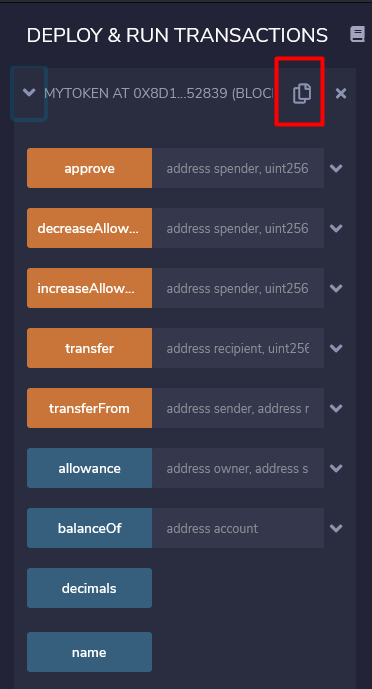 DEPLOY & RUN TRANSACTIONS
MYTOKEN AT 0X8D1...52839 (BLOC
approve address spender, uint256
decreaseAllow... address spender, uint256
increaseAllow... address spender, uint256
transfer address recipient, uint256
transferFrom address sender, address r
allowance address owner, address s
balanceOf address account
decimals
name